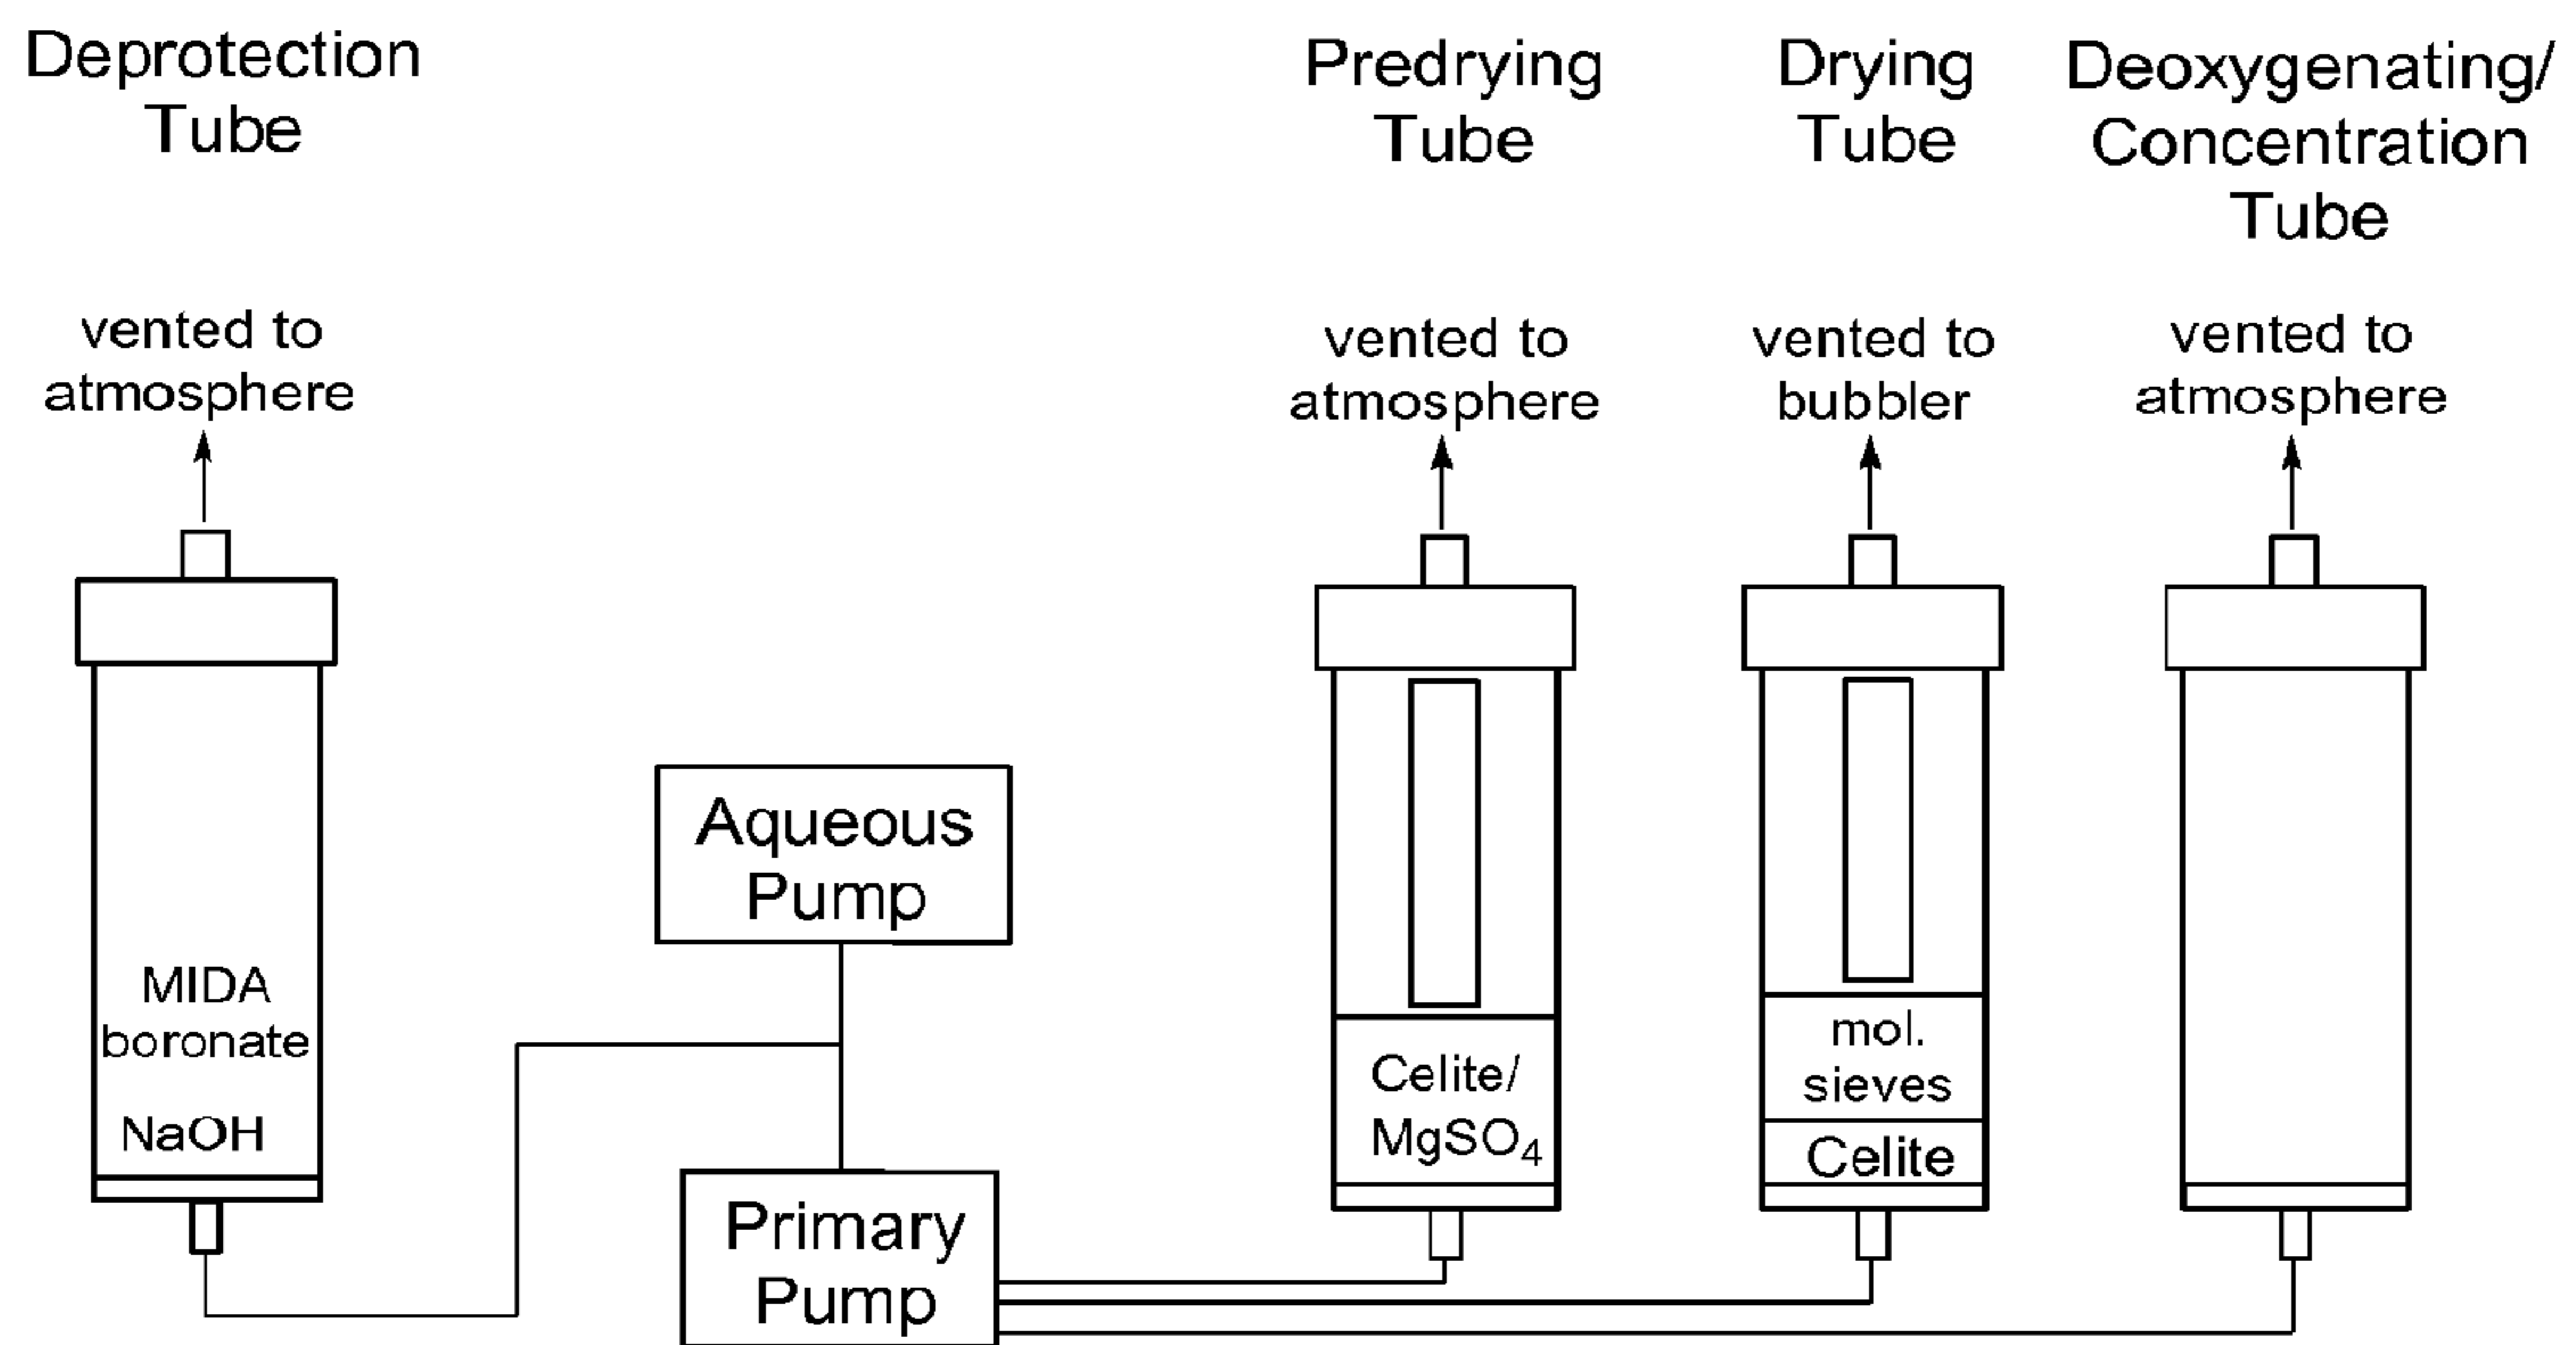 Deprotection
Tube
Predrying
Tube
Drying
Tube
Deoxygenating/
Concentration
Tube
vented to
atmosphere
vented to
atmosphere
vented to
bubbler
vented to
atmosphere
MIDA
boronate
NaOH
Aqueous
Pump
Primary
Pump
Celite/
MgSO₄
mol.
sieves
Celite